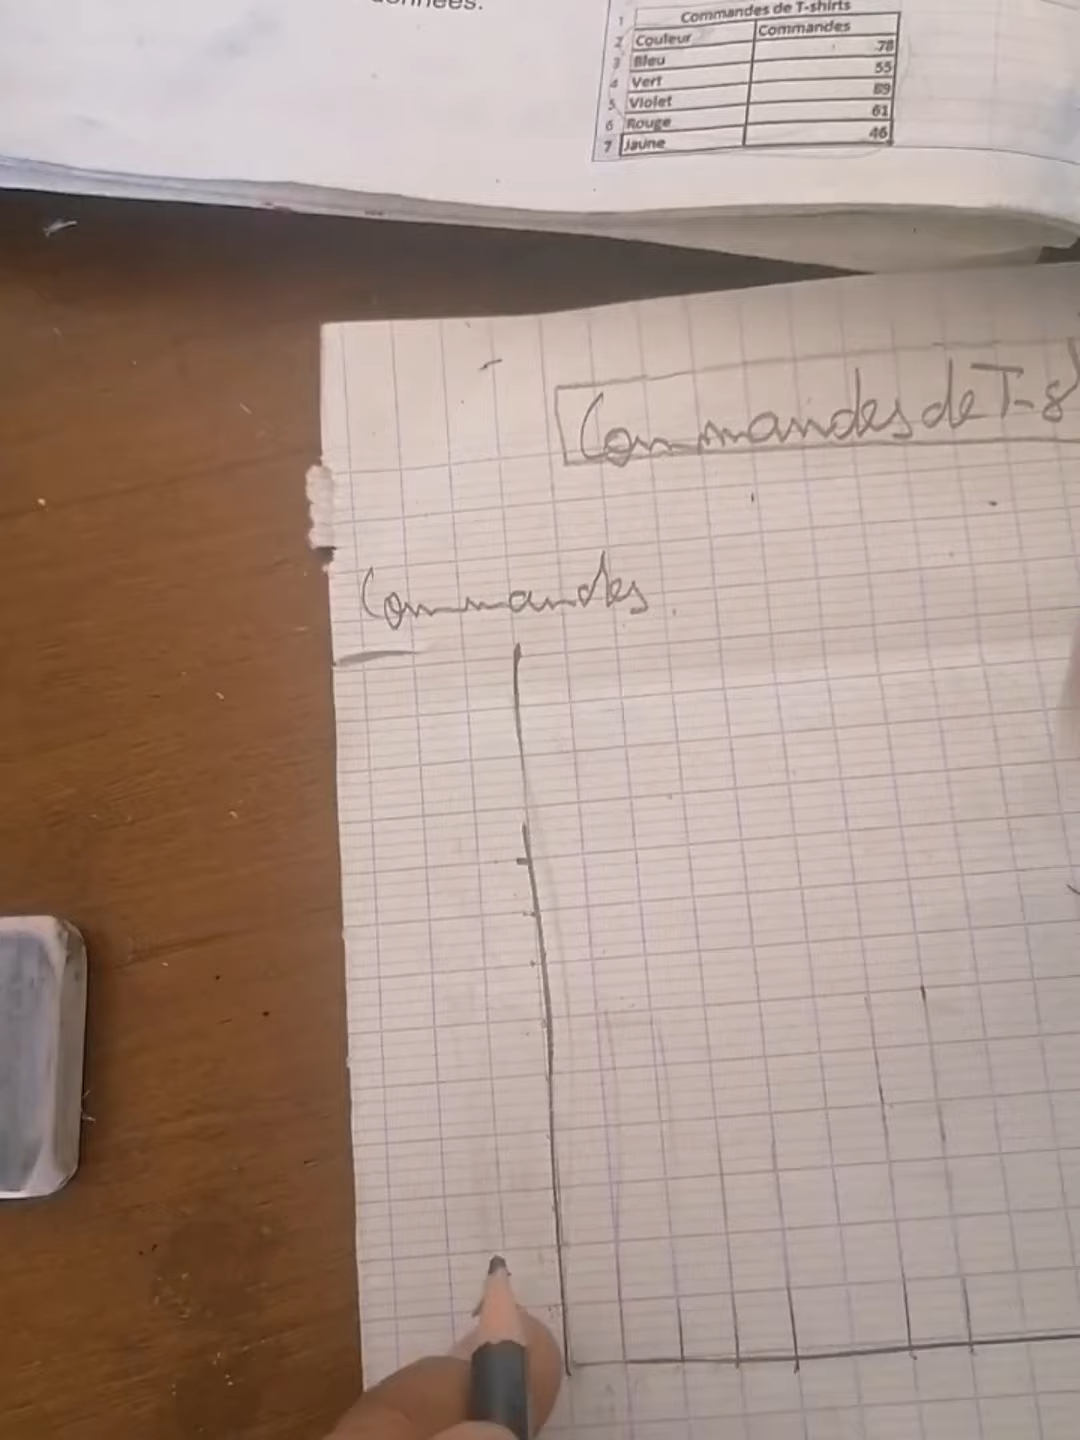 données.
Commandes de T-shirts
1
2 Couleur Commandes
3 Bleu 78
4 Vert 55
5 Violet 89
6 Rouge 61
7 Jaune 46
Commandes de T-s
Commandes